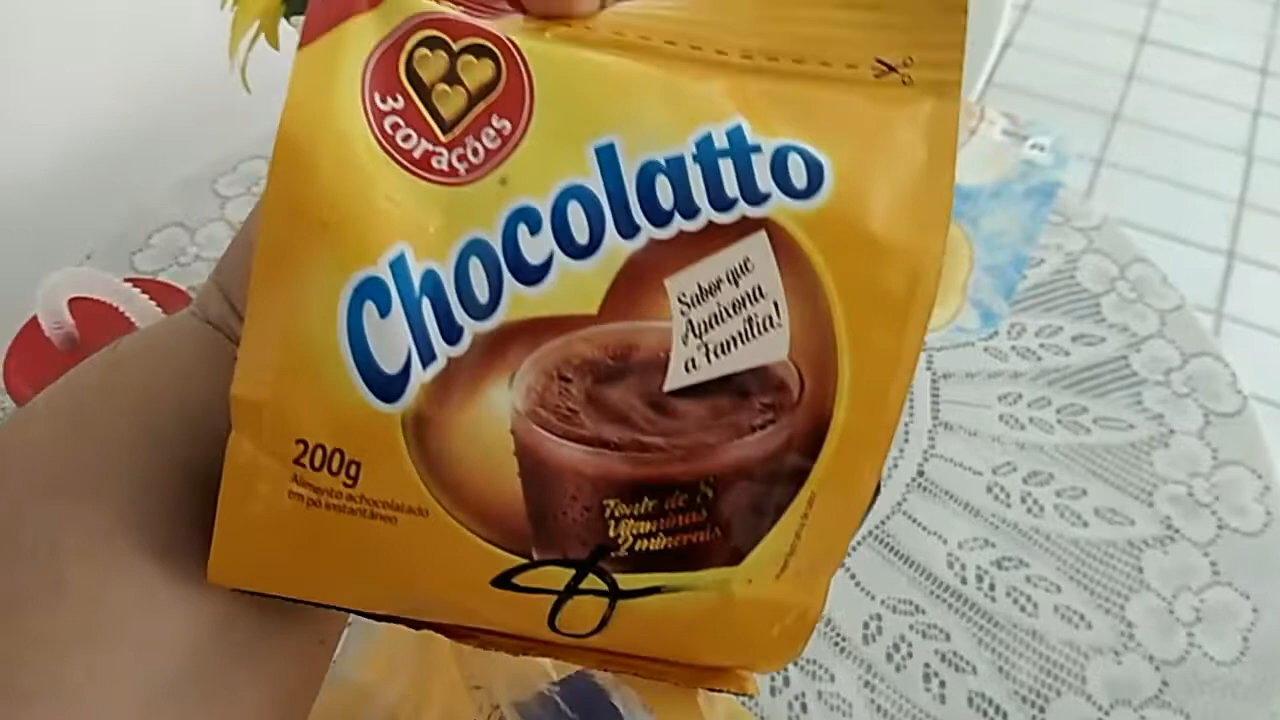 3 corações
Chocolatto
Sabor que
Apaixona
a Família!
200g
Alimento achocolatado
em pó instantâneo
Fonte de 8
Vitaminas
2 minerais